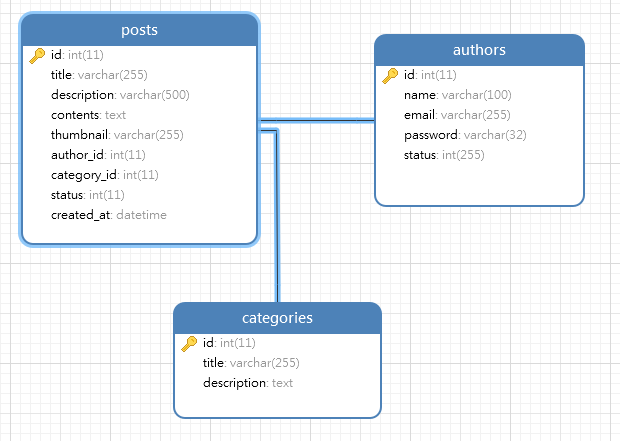 posts
id: int(11)
title: varchar(255)
description: varchar(500)
contents: text
thumbnail: varchar(255)
author_id: int(11)
category_id: int(11)
status: int(11)
created_at: datetime
authors
id: int(11)
name: varchar(100)
email: varchar(255)
password: varchar(32)
status: int(255)
categories
id: int(11)
title: varchar(255)
description: text